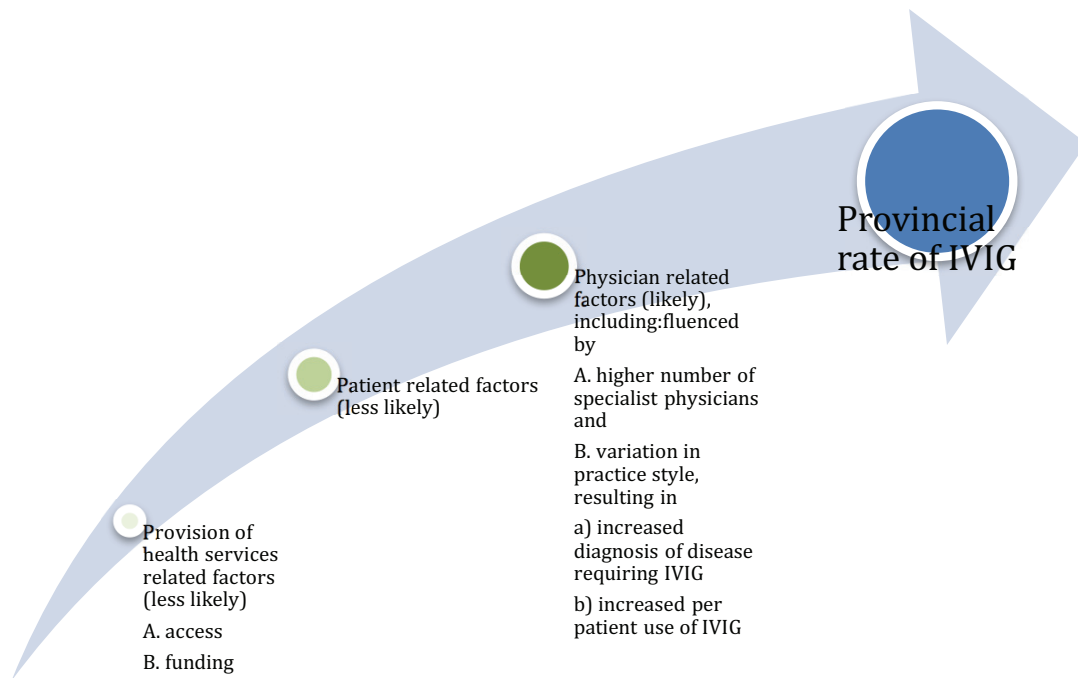 Provision of
health services
related factors
(less likely)
A. access
B. funding
Patient related factors
(less likely)
Physician related
factors (likely),
including:fluenced
by
A. higher number of
specialist physicians
and
B. variation in
practice style,
resulting in
a) increased
diagnosis of disease
requiring IVIG
b) increased per
patient use of IVIG
Provincial
rate of IVIG